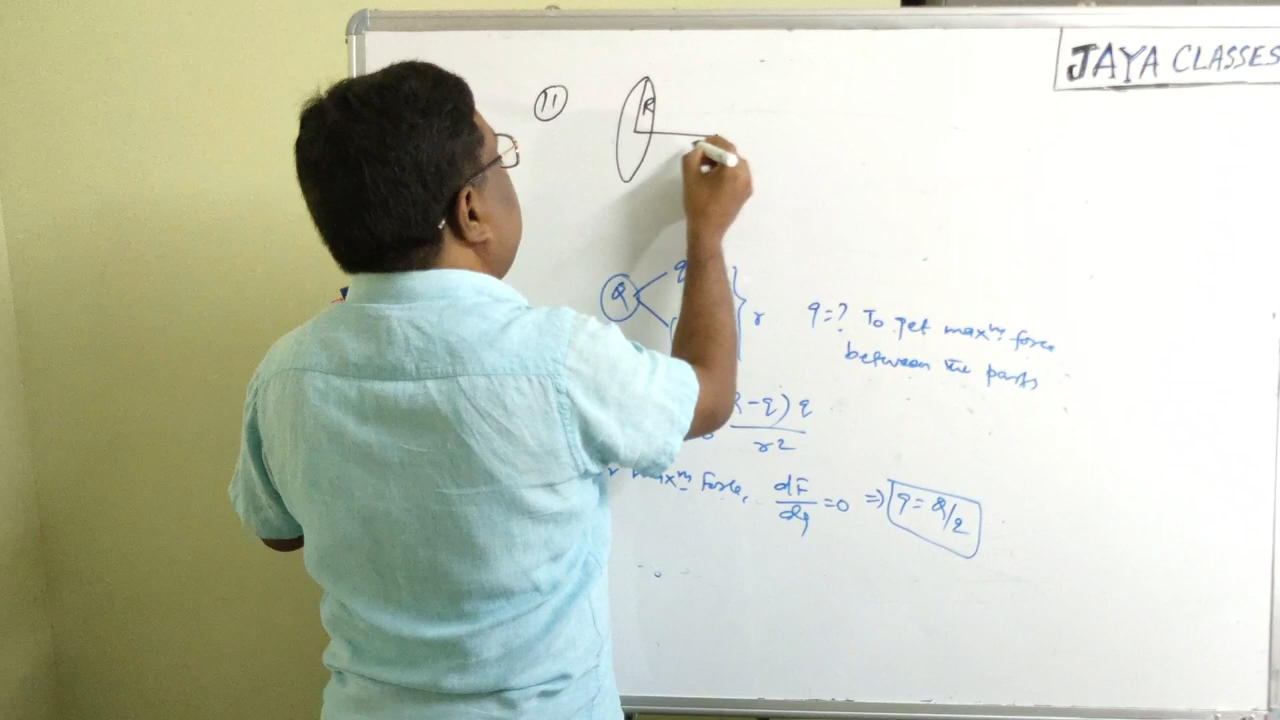 JAYA CLASSES
11
R
Q q
r
q=? To get maxm force
between the parts
-q) q
r2
maxm Force, dF/dq =0 => q = Q/2